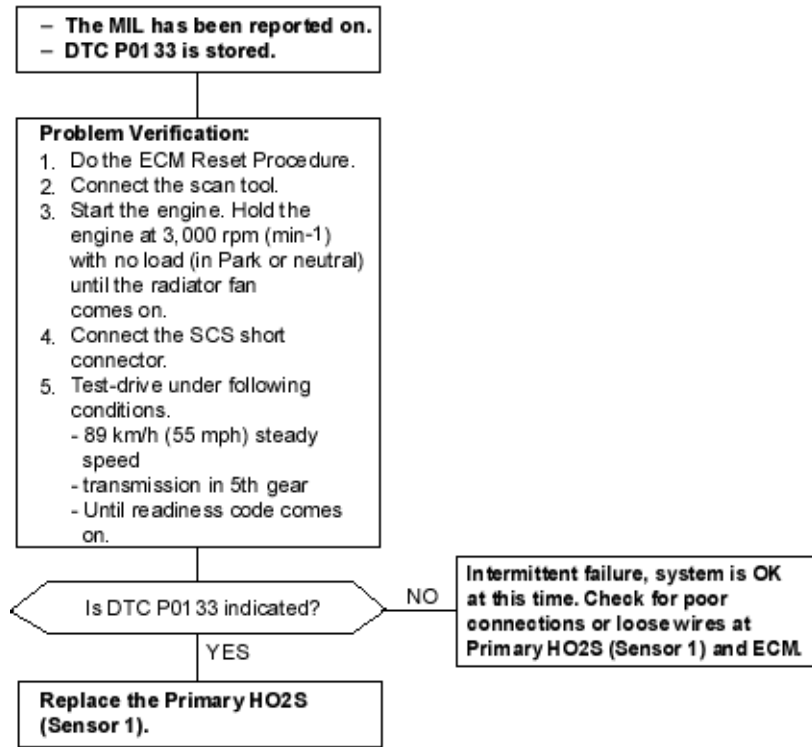 – The MIL has been reported on.
– DTC P0133 is stored.
Problem Verification:
1. Do the ECM Reset Procedure.
2. Connect the scan tool.
3. Start the engine. Hold the
engine at 3,000 rpm (min-1)
with no load (in Park or neutral)
until the radiator fan
comes on.
4. Connect the SCS short
connector.
5. Test-drive under following
conditions.
- 89 km/h (55 mph) steady
speed
- transmission in 5th gear
- Until readiness code comes
on.
Is DTC P0133 indicated?
NO
Intermittent failure, system is OK
at this time. Check for poor
connections or loose wires at
Primary HO2S (Sensor 1) and ECM.
YES
Replace the Primary HO2S
(Sensor 1).